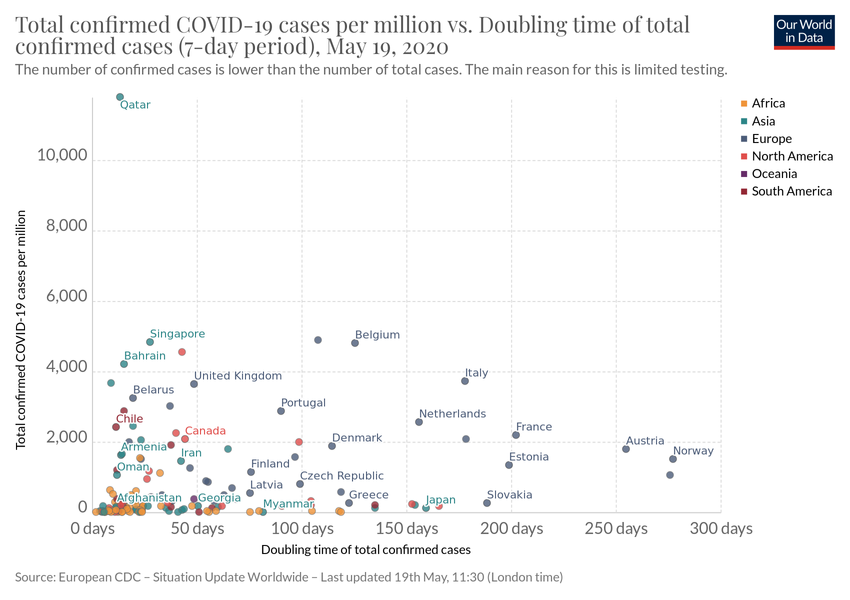 Total confirmed COVID-19 cases per million vs. Doubling time of total
confirmed cases (7-day period), May 19, 2020
Our World
in Data
The number of confirmed cases is lower than the number of total cases. The main reason for this is limited testing.
Qatar
Africa
Asia
Europe
North America
Oceania
South America
10,000
8,000
6,000
4,000
2,000
0
Total confirmed COVID-19 cases per million
Singapore
Belgium
Bahrain
United Kingdom
Italy
Belarus
Portugal
Chile
Netherlands
Canada
France
Denmark
Armenia
Iran
Austria
Norway
Estonia
Oman
Finland
Czech Republic
Latvia
Afghanistan
Georgia
Myanmar
Greece
Japan
Slovakia
0 days
50 days
100 days
150 days
200 days
250 days
300 days
Doubling time of total confirmed cases
Source: European CDC – Situation Update Worldwide – Last updated 19th May, 11:30 (London time)